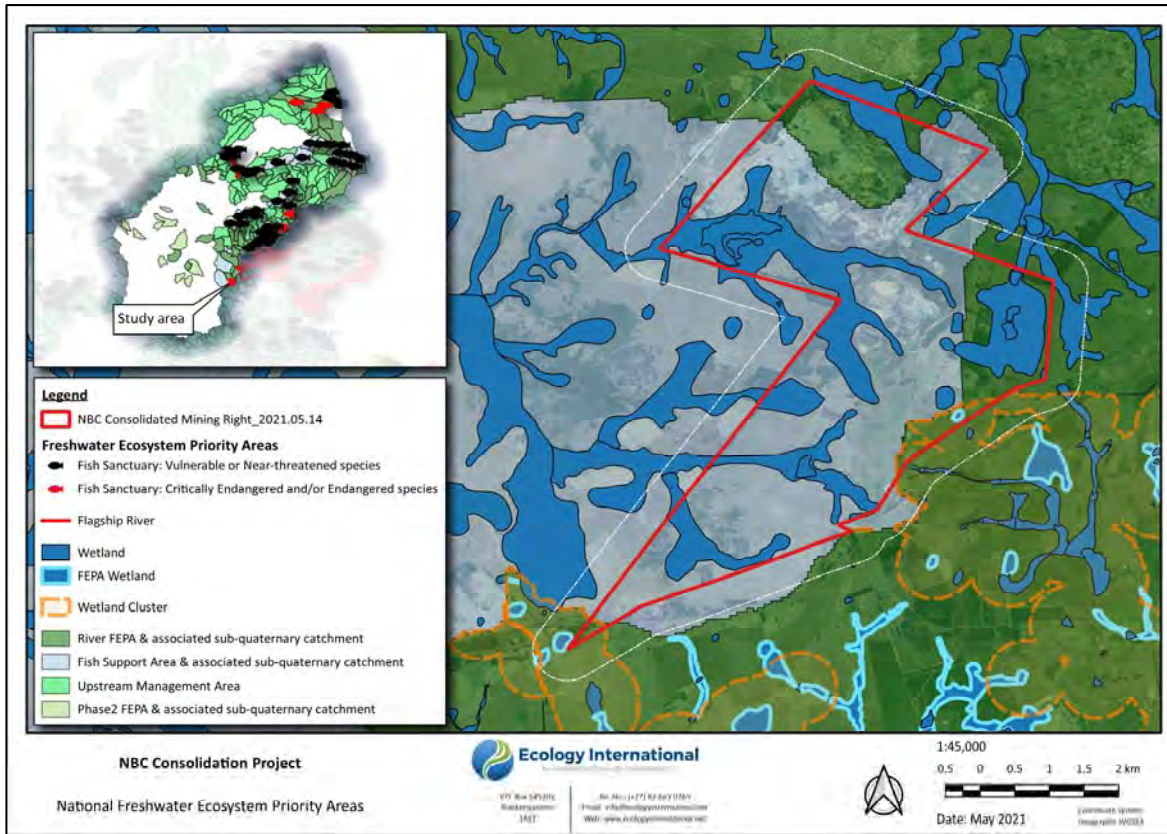 Study area
Legend
NBC Consolidated Mining Right_2021.05.14
Freshwater Ecosystem Priority Areas
Fish Sanctuary: Vulnerable or Near-threatened species
Fish Sanctuary: Critically Endangered and/or Endangered species
Flagship River
Wetland
FEPA Wetland
Wetland Cluster
River FEPA & associated sub-quaternary catchment
Fish Support Area & associated sub-quaternary catchment
Upstream Management Area
Phase2 FEPA & associated sub-quaternary catchment
NBC Consolidation Project
National Freshwater Ecosystem Priority Areas
Ecology International
1:45,000
0.5 0 0.5 1 1.5 2 km
Date: May 2021
Coordinate System: